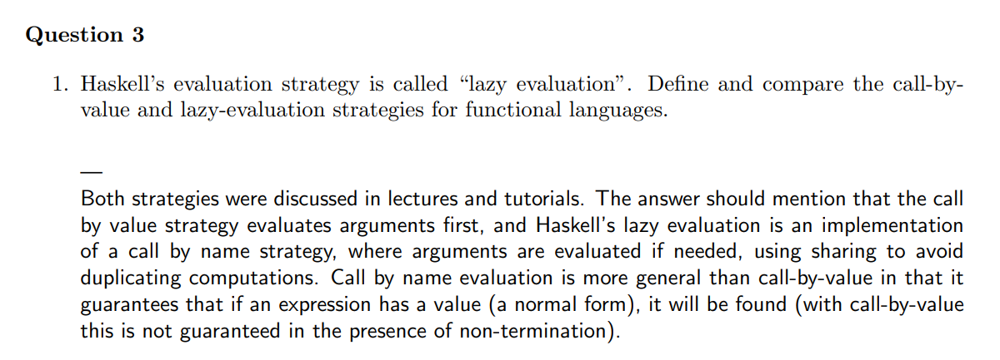 Question 3
1. Haskell's evaluation strategy is called “lazy evaluation”. Define and compare the call-by-
value and lazy-evaluation strategies for functional languages.
—
Both strategies were discussed in lectures and tutorials. The answer should mention that the call
by value strategy evaluates arguments first, and Haskell's lazy evaluation is an implementation
of a call by name strategy, where arguments are evaluated if needed, using sharing to avoid
duplicating computations. Call by name evaluation is more general than call-by-value in that it
guarantees that if an expression has a value (a normal form), it will be found (with call-by-value
this is not guaranteed in the presence of non-termination).